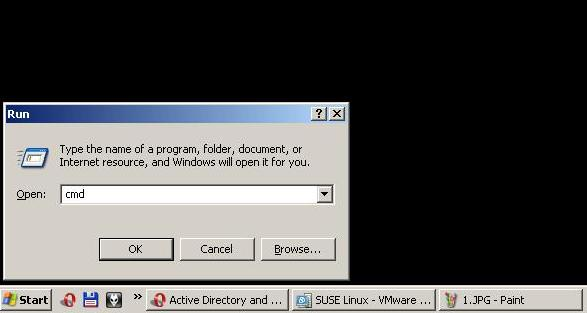 Run
Type the name of a program, folder, document, or
Internet resource, and Windows will open it for you.
Open: cmd
OK Cancel Browse...
Start » Active Directory and ... SUSE Linux - VMware ... 1.JPG - Paint